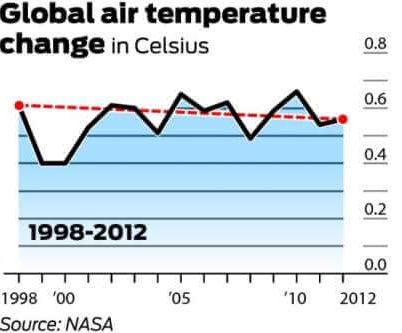 Global air temperature
change in Celsius
0.8
0.6
0.4
0.2
0.0
1998-2012
1998 '00 '05 '10 2012
Source: NASA